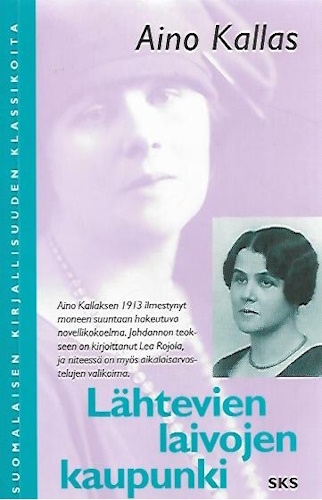 Aino Kallas
SUOMALAISEN KIRJALLISUUDEN KLASSIKOITA
Aino Kallaksen 1913 ilmestynyt
moneen suuntaan hakeutuva
novellikokoelma. Johdannon teok-
seen on kirjoittanut Lea Rojola,
ja niteessä on myös aikalaisarvos-
telujen valikoima.
Lähtevien
laivojen
kaupunki
SKS